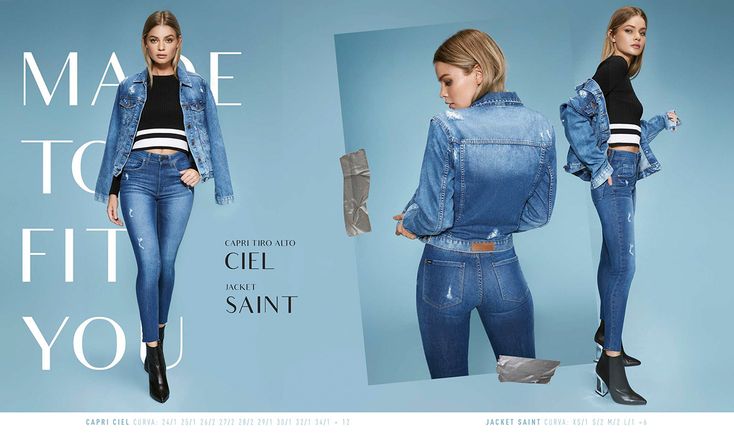 MADE
TO
FIT
YOU
CAPRI TIRO ALTO
CIEL
JACKET
SAINT
CAPRI CIEL CURVA: 24/1 25/1 26/2 27/2 28/2 29/1 30/1 32/1 34/1 = 12
JACKET SAINT CURVA: XS/1 S/2 M/2 L/1 =6